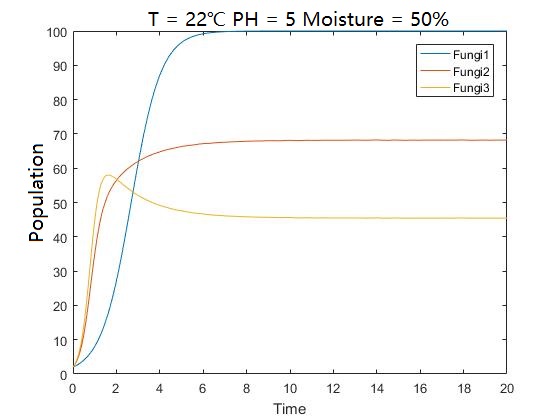 T = 22℃ PH = 5 Moisture = 50%
Population
100
90
80
70
60
50
40
30
20
10
0
Fungi1
Fungi2
Fungi3
0 2 4 6 8 10 12 14 16 18 20
Time